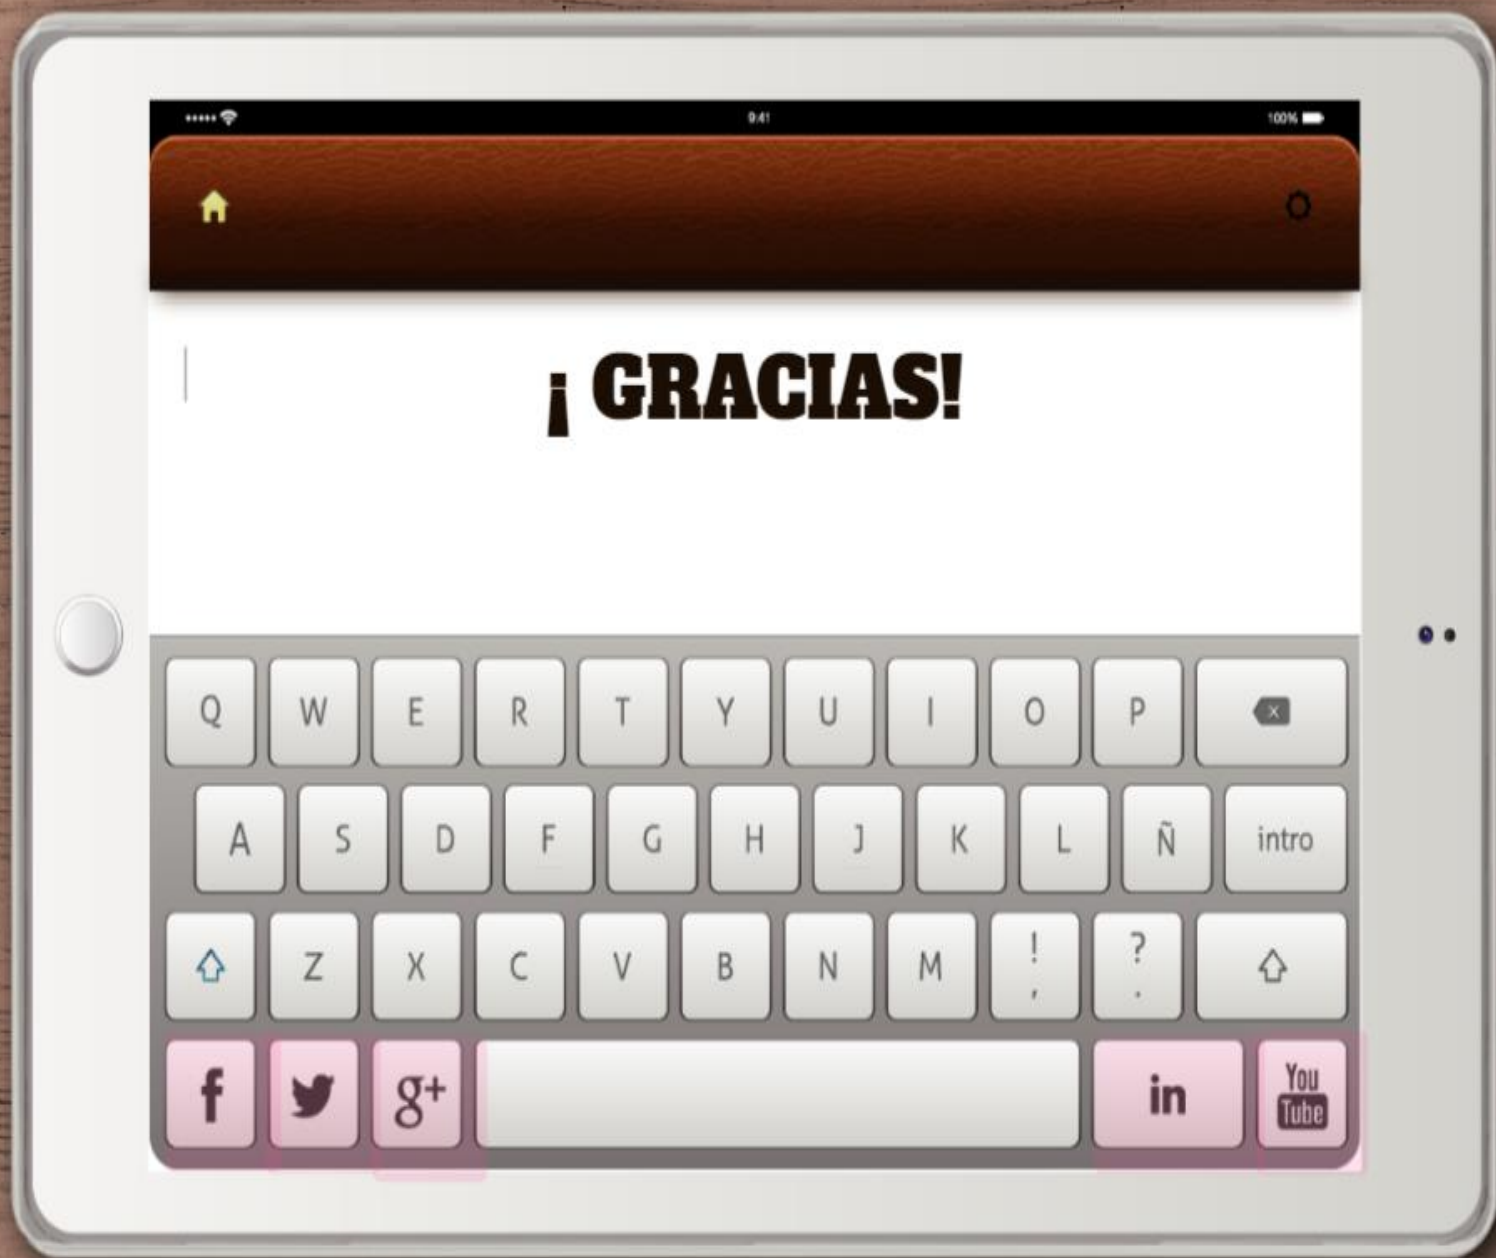 9:41 100%
¡ GRACIAS!
Q W E R T Y U I O P
A S D F G H J K L Ñ intro
Z X C V B N M ! ?
, .
f g+ in You
Tube